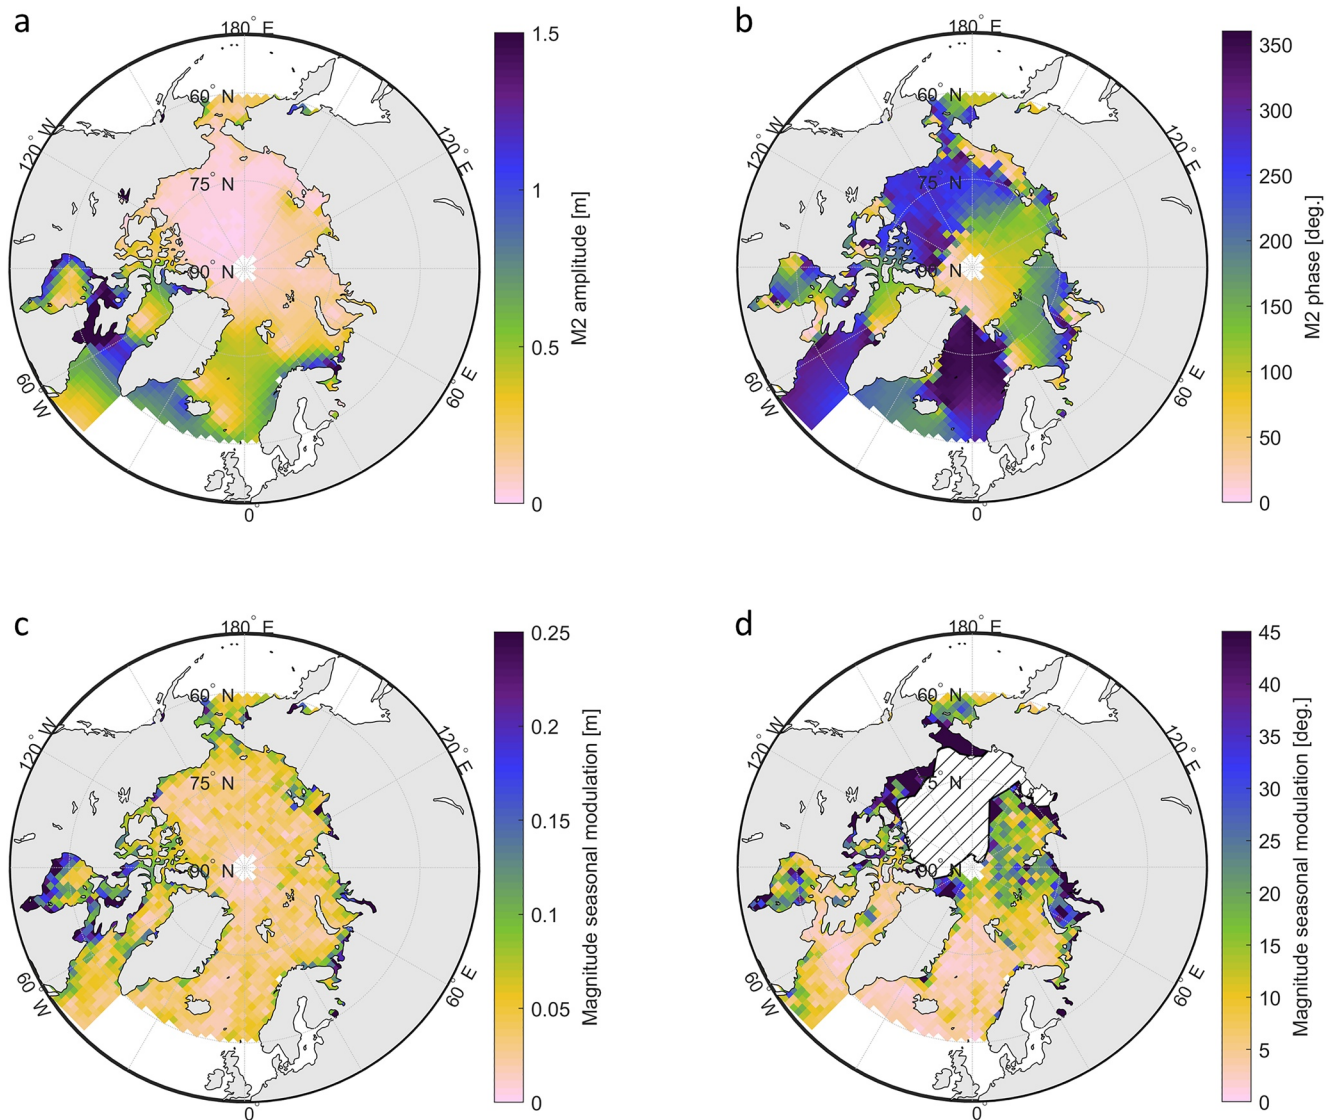 a
180° E
60° N
75° N
90° N
120° W
120° E
60° W
60° E
0°
1.5
1
0.5
0
M2 amplitude [m]
b
180° E
60° N
75° N
90° N
120° W
120° E
60° W
60° E
0°
350
300
250
200
150
100
50
0
M2 phase [deg.]
c
180° E
60° N
75° N
90° N
120° W
120° E
60° W
60° E
0°
0.25
0.2
0.15
0.1
0.05
0
Magnitude seasonal modulation [m]
d
180° E
60° N
5° N
90° N
120° W
120° E
60° W
60° E
0°
45
40
35
30
25
20
15
10
5
0
Magnitude seasonal modulation [deg.]